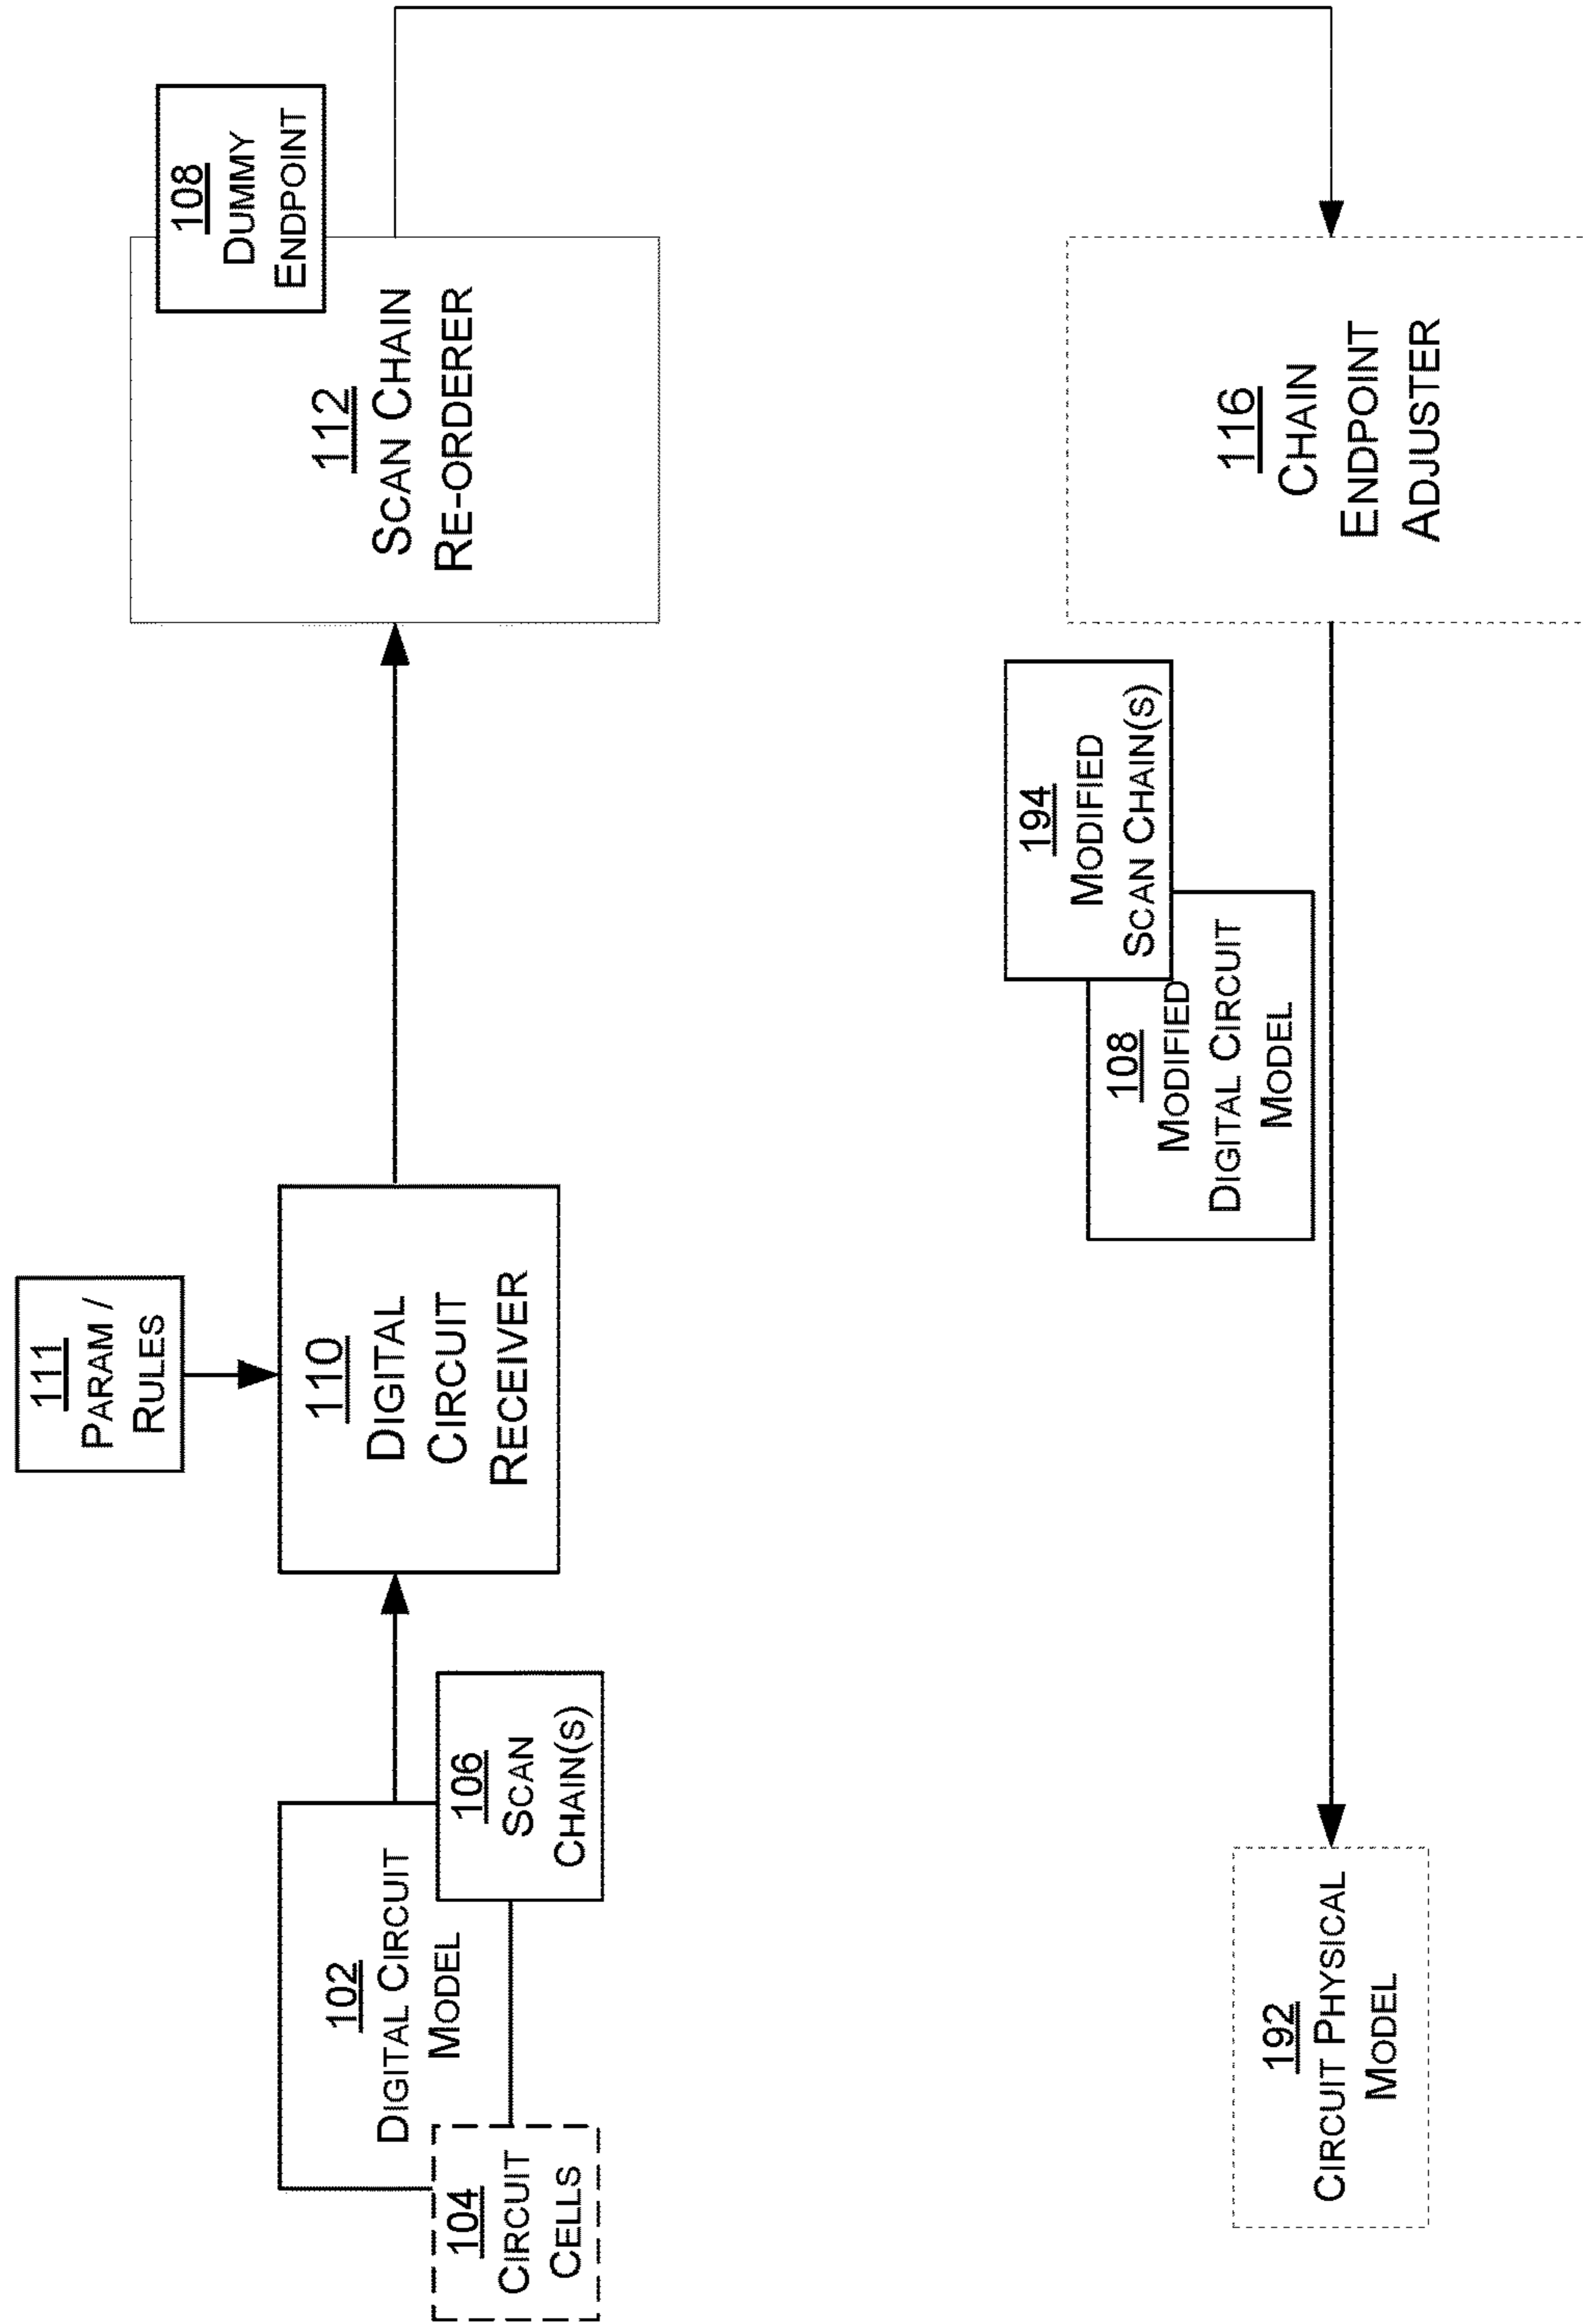 111
PARAM /
RULES
102
DIGITAL CIRCUIT
MODEL
104
CIRCUIT
CELLS
106
SCAN
CHAIN(S)
110
DIGITAL
CIRCUIT
RECEIVER
112
SCAN CHAIN
RE-ORDERER
108
DUMMY
ENDPOINT
192
CIRCUIT PHYSICAL
MODEL
108
MODIFIED
DIGITAL CIRCUIT
MODEL
194
MODIFIED
SCAN CHAIN(S)
116
CHAIN
ENDPOINT
ADJUSTER